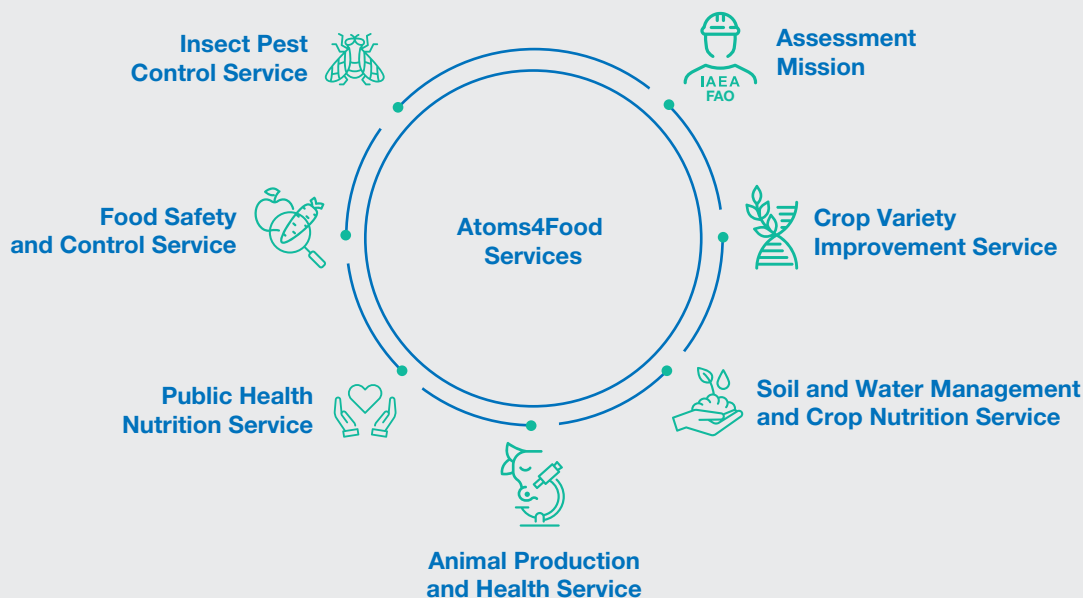 Insect Pest
Control Service
IAEA
FAO
Assessment
Mission
Food Safety
and Control Service
Atoms4Food
Services
Crop Variety
Improvement Service
Public Health
Nutrition Service
Soil and Water Management
and Crop Nutrition Service
Animal Production
and Health Service